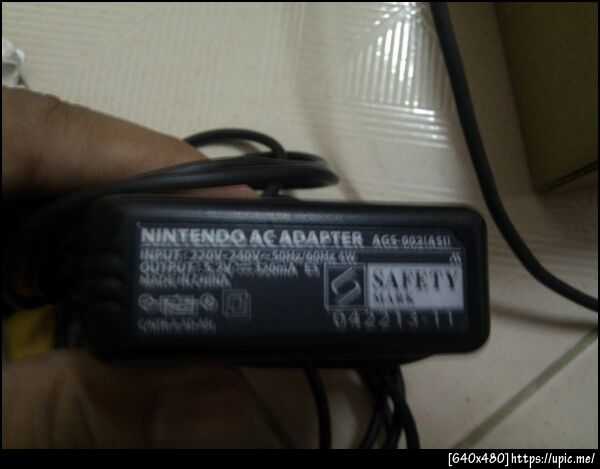 NINTENDO AC ADAPTER AGS-002(ASI)
INPUT: 220V-240V~50Hz/60Hz 4W
OUTPUT: 5.2V 320mA
MADE IN CHINA
SAFETY
MARK
042213-11
[640x480]https://upic.me/